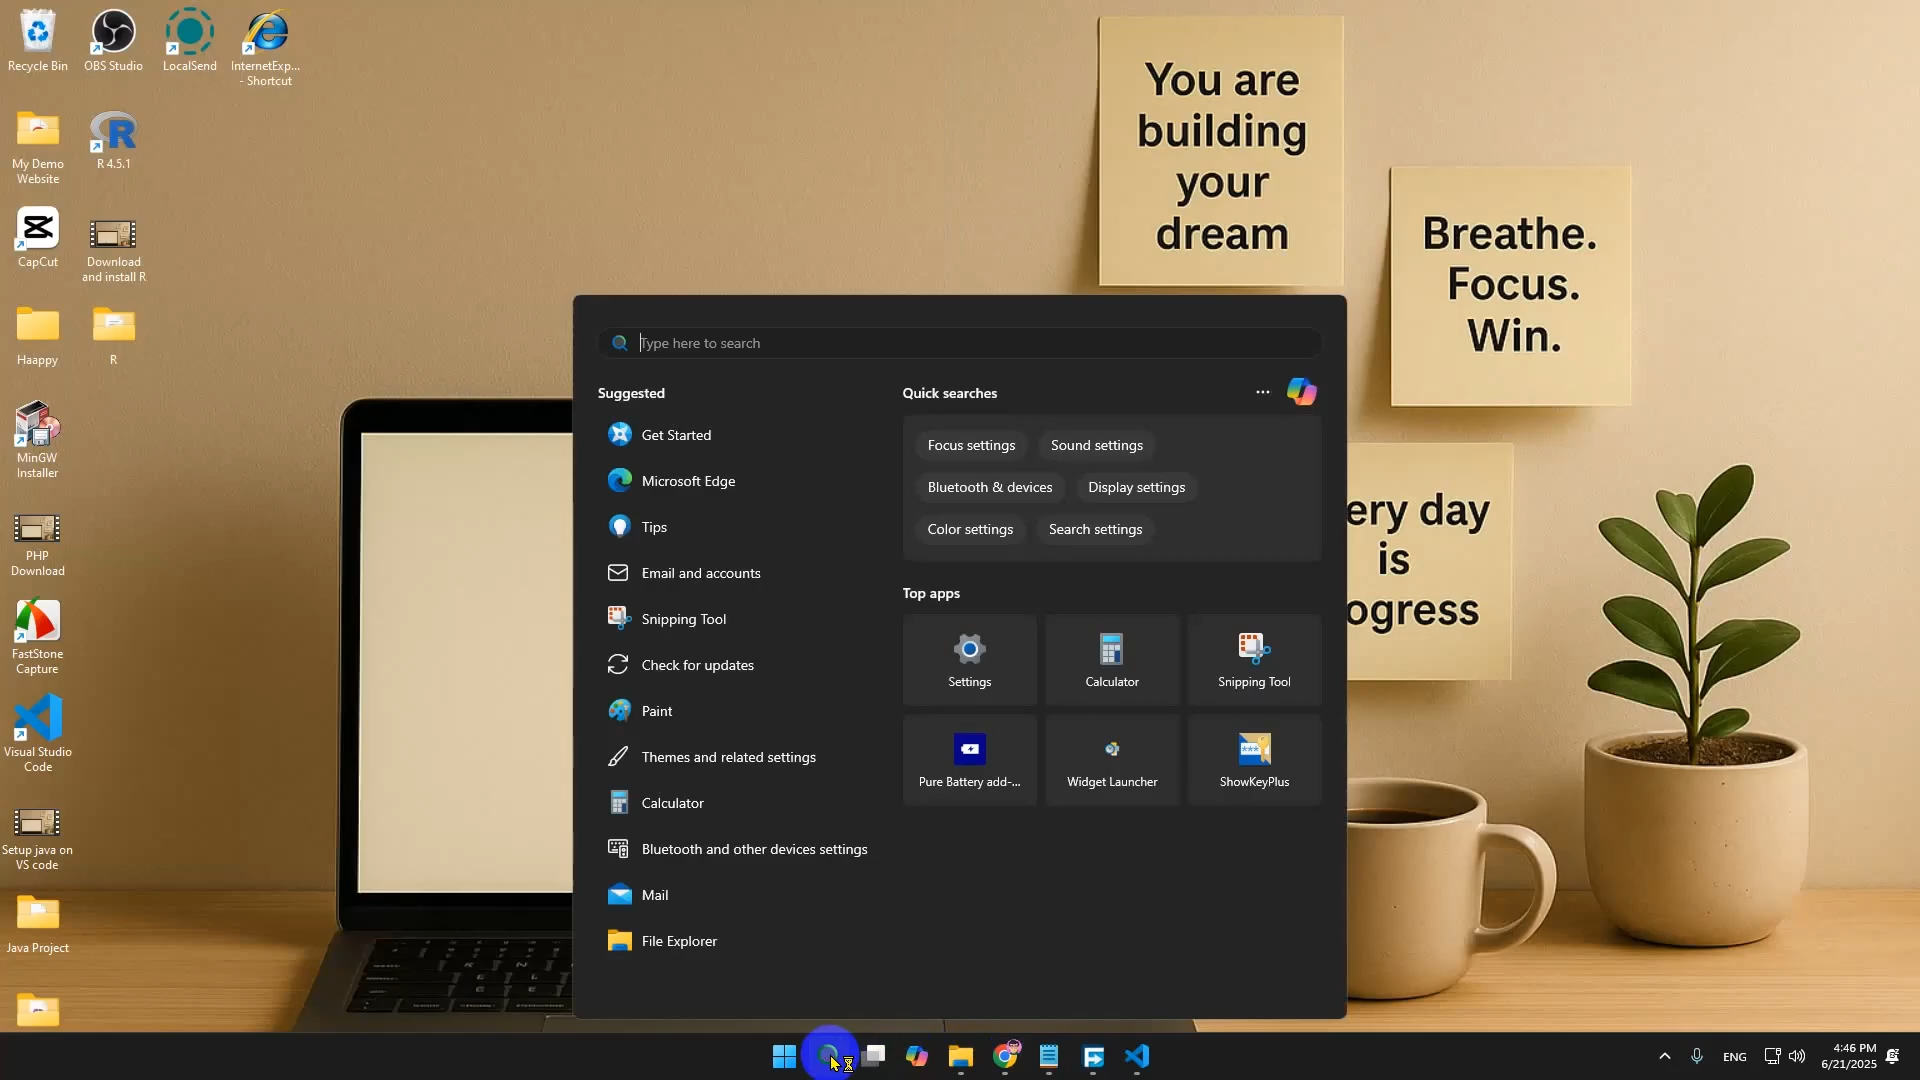 Recycle Bin
OBS Studio
LocalSend
InternetExp...
- Shortcut
My Demo
Website
R 4.5.1
CapCut
Download
and install R
Haappy
R
MinGW
Installer
PHP
Download
FastStone
Capture
Visual Studio
Code
Setup java on
VS code
Java Project
You are
building
your
dream
Breathe.
Focus.
Win.
ery day
is
ogress
Type here to search
Suggested
Get Started
Microsoft Edge
Tips
Email and accounts
Snipping Tool
Check for updates
Paint
Themes and related settings
Calculator
Bluetooth and other devices settings
Mail
File Explorer
Quick searches
Focus settings
Sound settings
Bluetooth & devices
Display settings
Color settings
Search settings
Top apps
Settings
Calculator
Snipping Tool
Pure Battery add-...
Widget Launcher
ShowKeyPlus
ENG
4:46 PM
6/21/2025